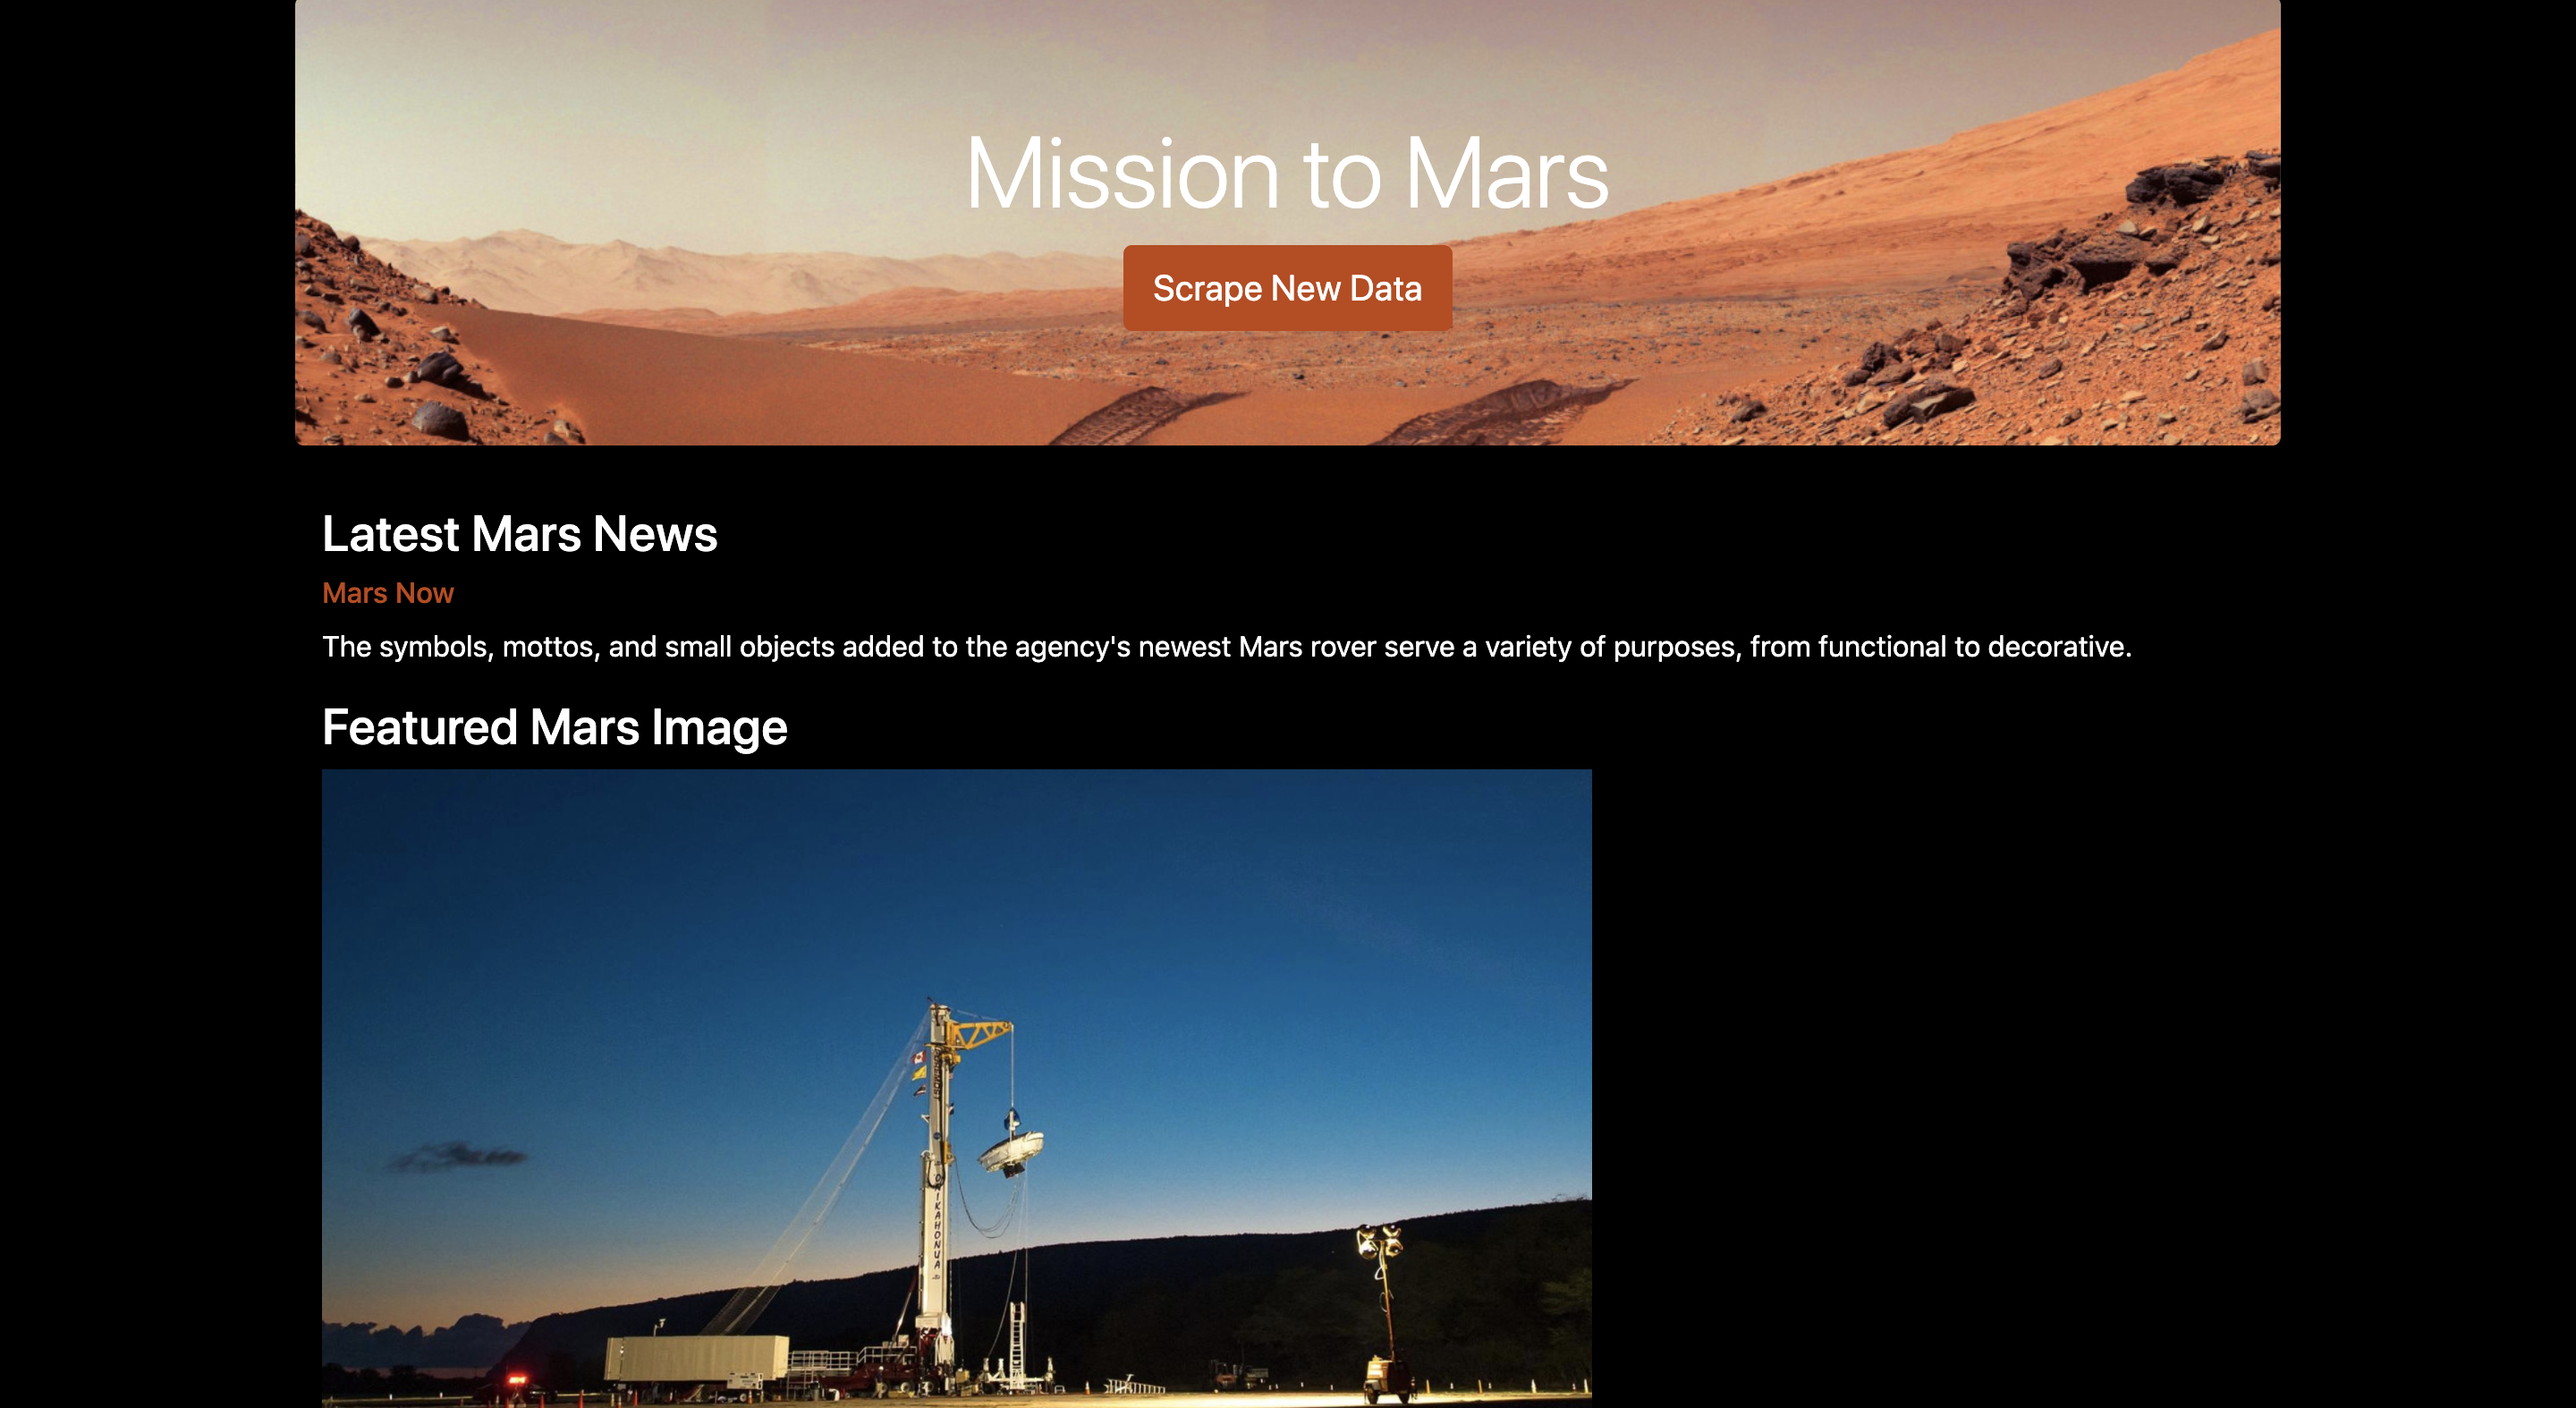 Mission to Mars
Scrape New Data
Latest Mars News
Mars Now
The symbols, mottos, and small objects added to the agency's newest Mars rover serve a variety of purposes, from functional to decorative.
Featured Mars Image